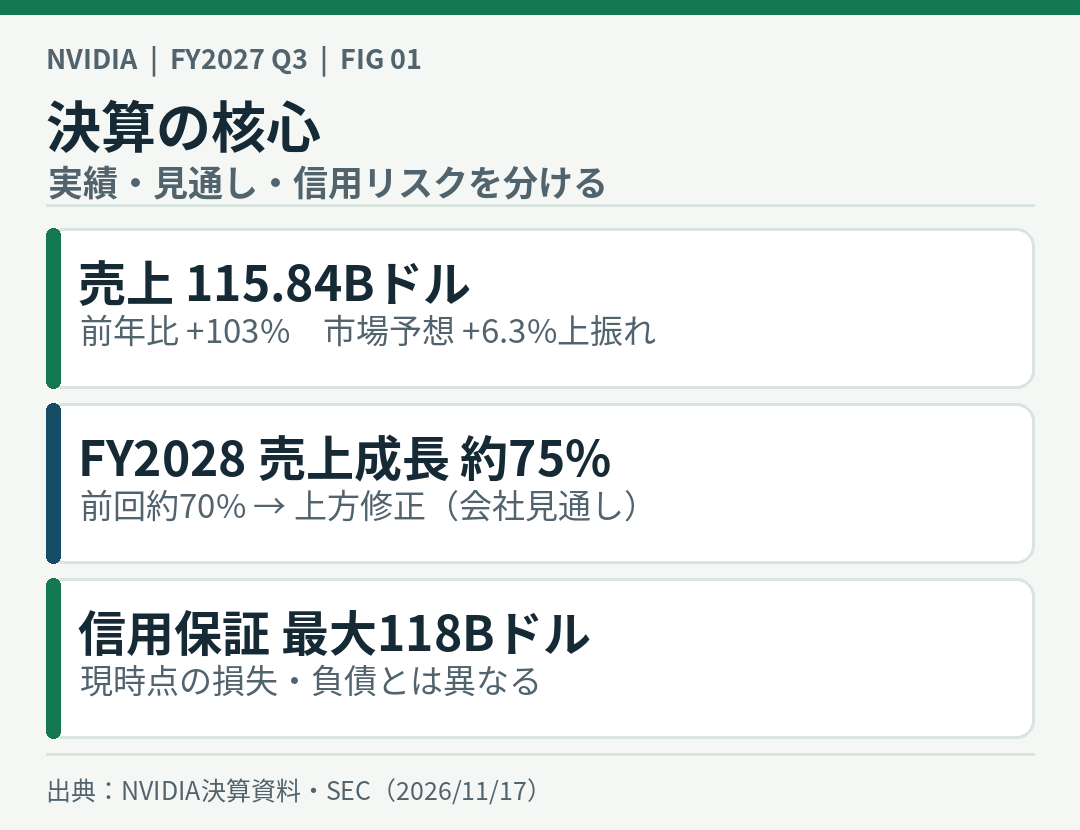 NVIDIA | FY2027 Q3 | FIG 01
決算の核心
実績・見通し・信用リスクを分ける
売上 115.84Bドル
前年比 +103%　市場予想 +6.3%上振れ
FY2028 売上成長 約75%
前回約70% → 上方修正（会社見通し）
信用保証 最大118Bドル
現時点の損失・負債とは異なる
出典：NVIDIA決算資料・SEC（2026/11/17）